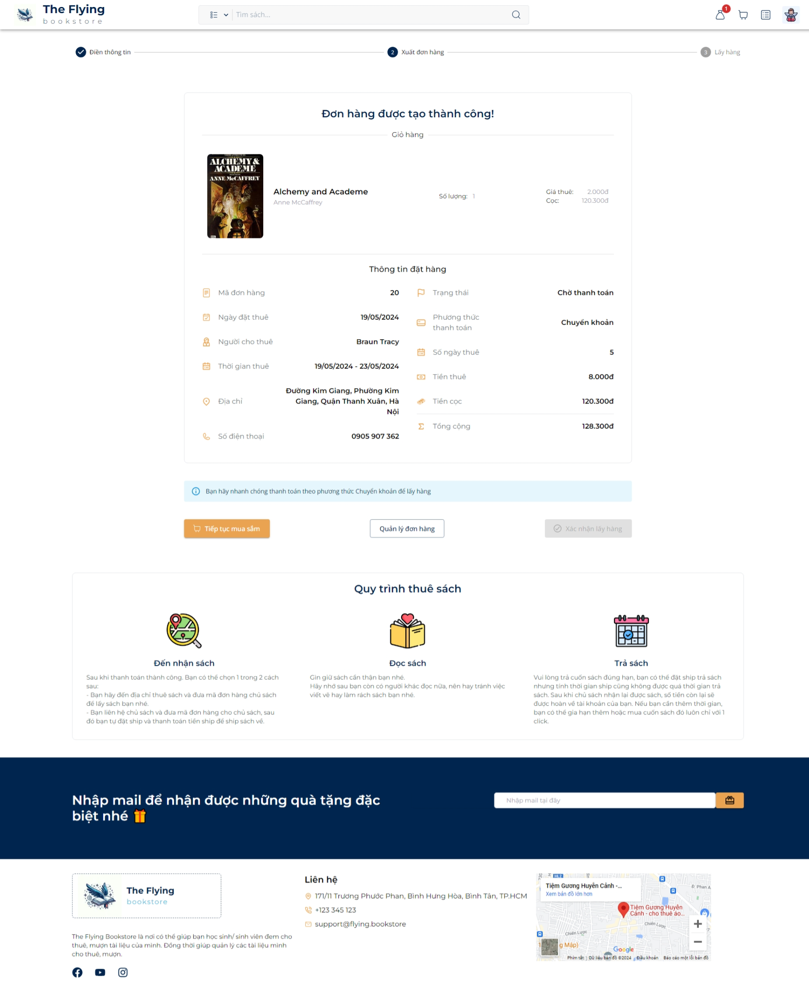 The Flying
bookstore
Tìm sách...
1
Điền thông tin
2 Xuất đơn hàng
3 Lấy hàng
Đơn hàng được tạo thành công!
Giỏ hàng
ALCHEMY &
ACADEME
ANNE McCAFFREY
Alchemy and Academe
Anne McCaffrey
Số lượng: 1
Giá thuê: 2.000đ
Cọc: 120.300đ
Thông tin đặt hàng
Mã đơn hàng 20
Ngày đặt thuê 19/05/2024
Người cho thuê Braun Tracy
Thời gian thuê 19/05/2024 - 23/05/2024
Địa chỉ Đường Kim Giang, Phường Kim
Giang, Quận Thanh Xuân, Hà
Nội
Số điện thoại 0905 907 362
Trạng thái Chờ thanh toán
Phương thức
thanh toán Chuyển khoản
Số ngày thuê 5
Tiền thuê 8.000đ
Tiền cọc 120.300đ
Tổng cộng 128.300đ
Bạn hãy nhanh chóng thanh toán theo phương thức Chuyển khoản để lấy hàng
Tiếp tục mua sắm
Quản lý đơn hàng
Xác nhận lấy hàng
Quy trình thuê sách
Đến nhận sách
Sau khi thanh toán thành công. Bạn có thể chọn 1 trong 2 cách
sau:
- Bạn hãy đến địa chỉ thuê sách và đưa mã đơn hàng chủ sách
để lấy sách bạn nhé.
- Bạn liên hệ chủ sách và đưa mã đơn hàng cho chủ sách, sau
đó bạn tự đặt ship và thanh toán tiền ship để ship sách về.
Đọc sách
Gìn giữ sách cẩn thận bạn nhé.
Hãy nhớ sau bạn còn có người khác đọc nữa, nên hay tránh việc
viết vẽ hay làm rách sách bạn nhé.
Trả sách
Vui lòng trả cuốn sách đúng hạn, bạn có thể đặt ship trả sách
nhưng tính thời gian ship cũng không được quá thời gian trả
sách. Sau khi chủ sách nhận lại được sách, số tiền còn lại sẽ
được hoàn về tài khoản của bạn. Nếu bạn cần thêm thời gian,
bạn có thể gia hạn thêm hoặc mua cuốn sách đó luôn chỉ với 1
click.
Nhập mail để nhận được những quà tặng đặc
biệt nhé
Nhập mail tại đây
The Flying
bookstore
The Flying Bookstore là nơi có thể giúp bạn học sinh/ sinh viên đem cho
thuê, mượn tài liệu của mình. Đồng thời giúp quản lý các tài liệu mình
cho thuê, mượn.
Liên hệ
171/11 Trương Phước Phan, Bình Hưng Hòa, Bình Tân, TP.HCM
+123 345 123
support@flying.bookstore
HL2
Tiệm Gương Huyễn Cảnh -...
Xem bản đồ lớn hơn
Đ. Phan A
Tiệm Gương Huyễn
Cảnh - cho thuê áo...
Chiến Lược
Chiến Lược
g Mập)
Google
Phím tắt Dữ liệu bản đồ ©2024 Điều khoản Báo cáo một lỗi bản đồ